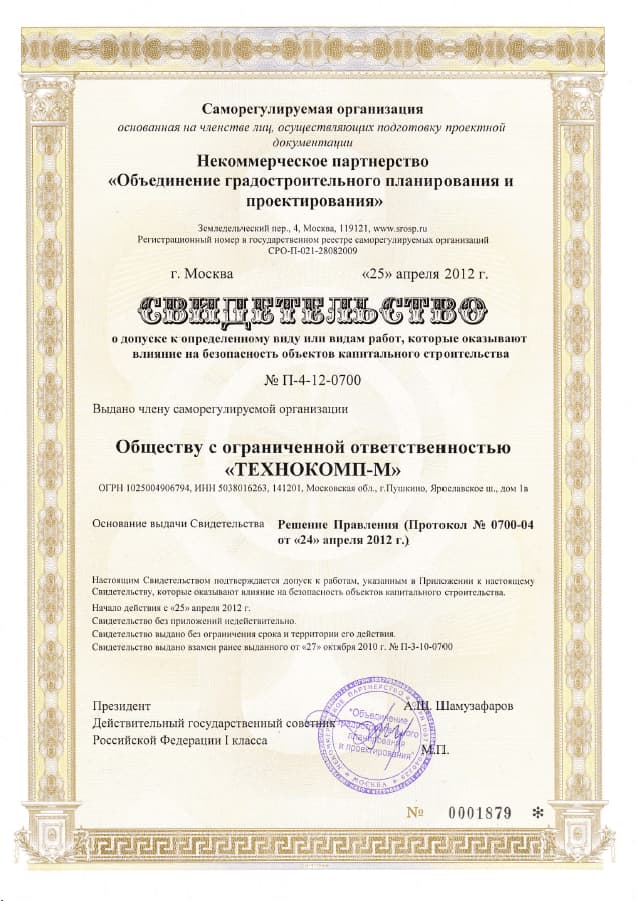 Саморегулируемая организация
основанная на членстве лиц, осуществляющих подготовку проектной
документации
Некоммерческое партнерство
«Объединение градостроительного планирования и
проектирования»
Земледельческий пер., 4, Москва, 119121, www.srosp.ru
Регистрационный номер в государственном реестре саморегулируемых организаций
СРО-П-021-28082009
г. Москва «25» апреля 2012 г.
СВИДЕТЕЛЬСТВО
о допуске к определенному виду или видам работ, которые оказывают
влияние на безопасность объектов капитального строительства
№ П-4-12-0700
Выдано члену саморегулируемой организации
Обществу с ограниченной ответственностью
«ТЕХНОКОМП-М»
ОГРН 1025004906794, ИНН 5038016263, 141201, Московская обл., г.Пушкино, Ярославское ш., дом 1в
Основание выдачи Свидетельства Решение Правления (Протокол № 0700-04
от «24» апреля 2012 г.)
Настоящим Свидетельством подтверждается допуск к работам, указанным в Приложении к настоящему
Свидетельству, которые оказывают влияние на безопасность объектов капитального строительства.
Начало действия с «25» апреля 2012 г.
Свидетельство без приложений недействительно.
Свидетельство выдано без ограничения срока и территории его действия.
Свидетельство выдано взамен ранее выданного от «27» октября 2010 г. № П-3-10-0700
Президент А.Ш. Шамузафаров
Действительный государственный советник
Российской Федерации I класса
М.П.
НЕКОММЕРЧЕСКОЕ ПАРТНЕРСТВО
"Объединение
градостроительного
планирования
и проектирования"
МОСКВА
№ 0001879 *